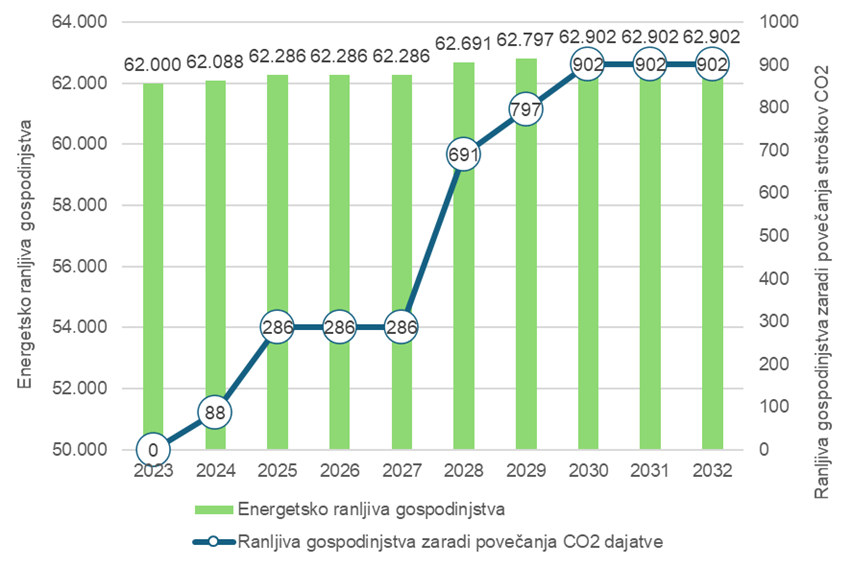 64.000
62.000
60.000
58.000
56.000
54.000
52.000
50.000
Energetsko ranljiva gospodinjstva
62.000 62.088 62.286 62.286 62.286 62.691 62.797 62.902 62.902 62.902
0 88 286 286 286 691 797 902 902 902
1000
900
800
700
600
500
400
300
200
100
0
Ranljiva gospodinjstva zaradi povečanja stroškov CO2
2023 2024 2025 2026 2027 2028 2029 2030 2031 2032
Energetsko ranljiva gospodinjstva
Ranljiva gospodinjstva zaradi povečanja CO2 dajatve